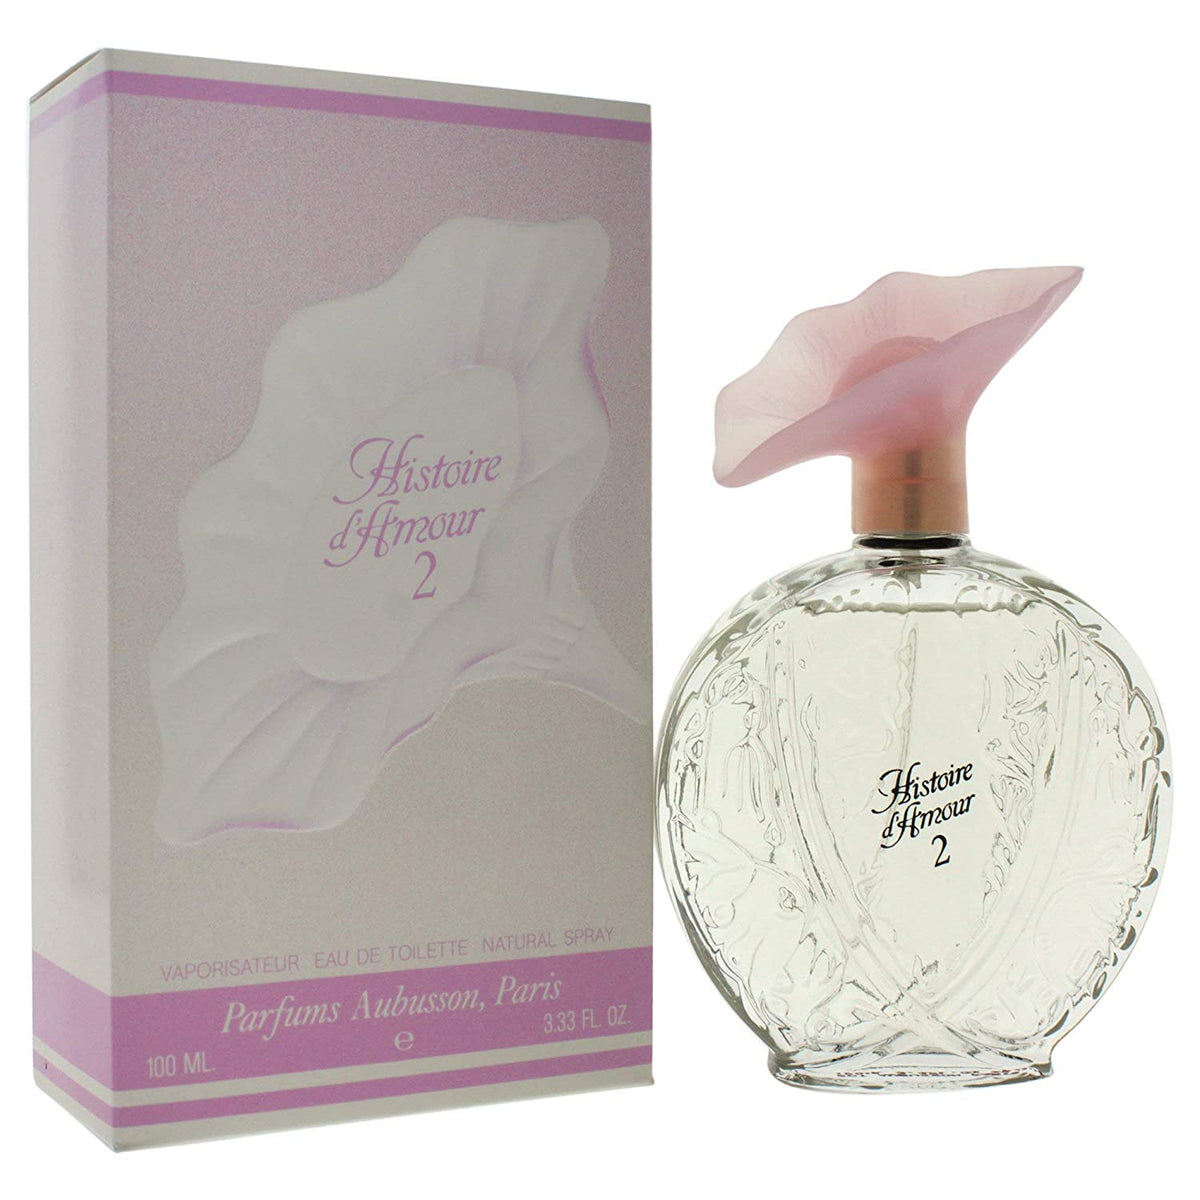 Histoire
d'Amour
2
VAPORISATEUR EAU DE TOILETTE NATURAL SPRAY
Parfums Aubusson, Paris
100 ML. ℮ 3.33 FL. OZ.
Histoire
d'Amour
2